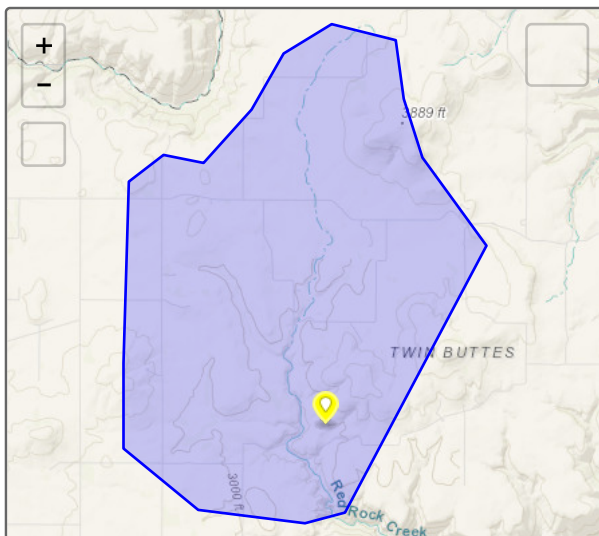 +
−
3889 ft
TWIN BUTTES
3000 ft
Red Rock Creek